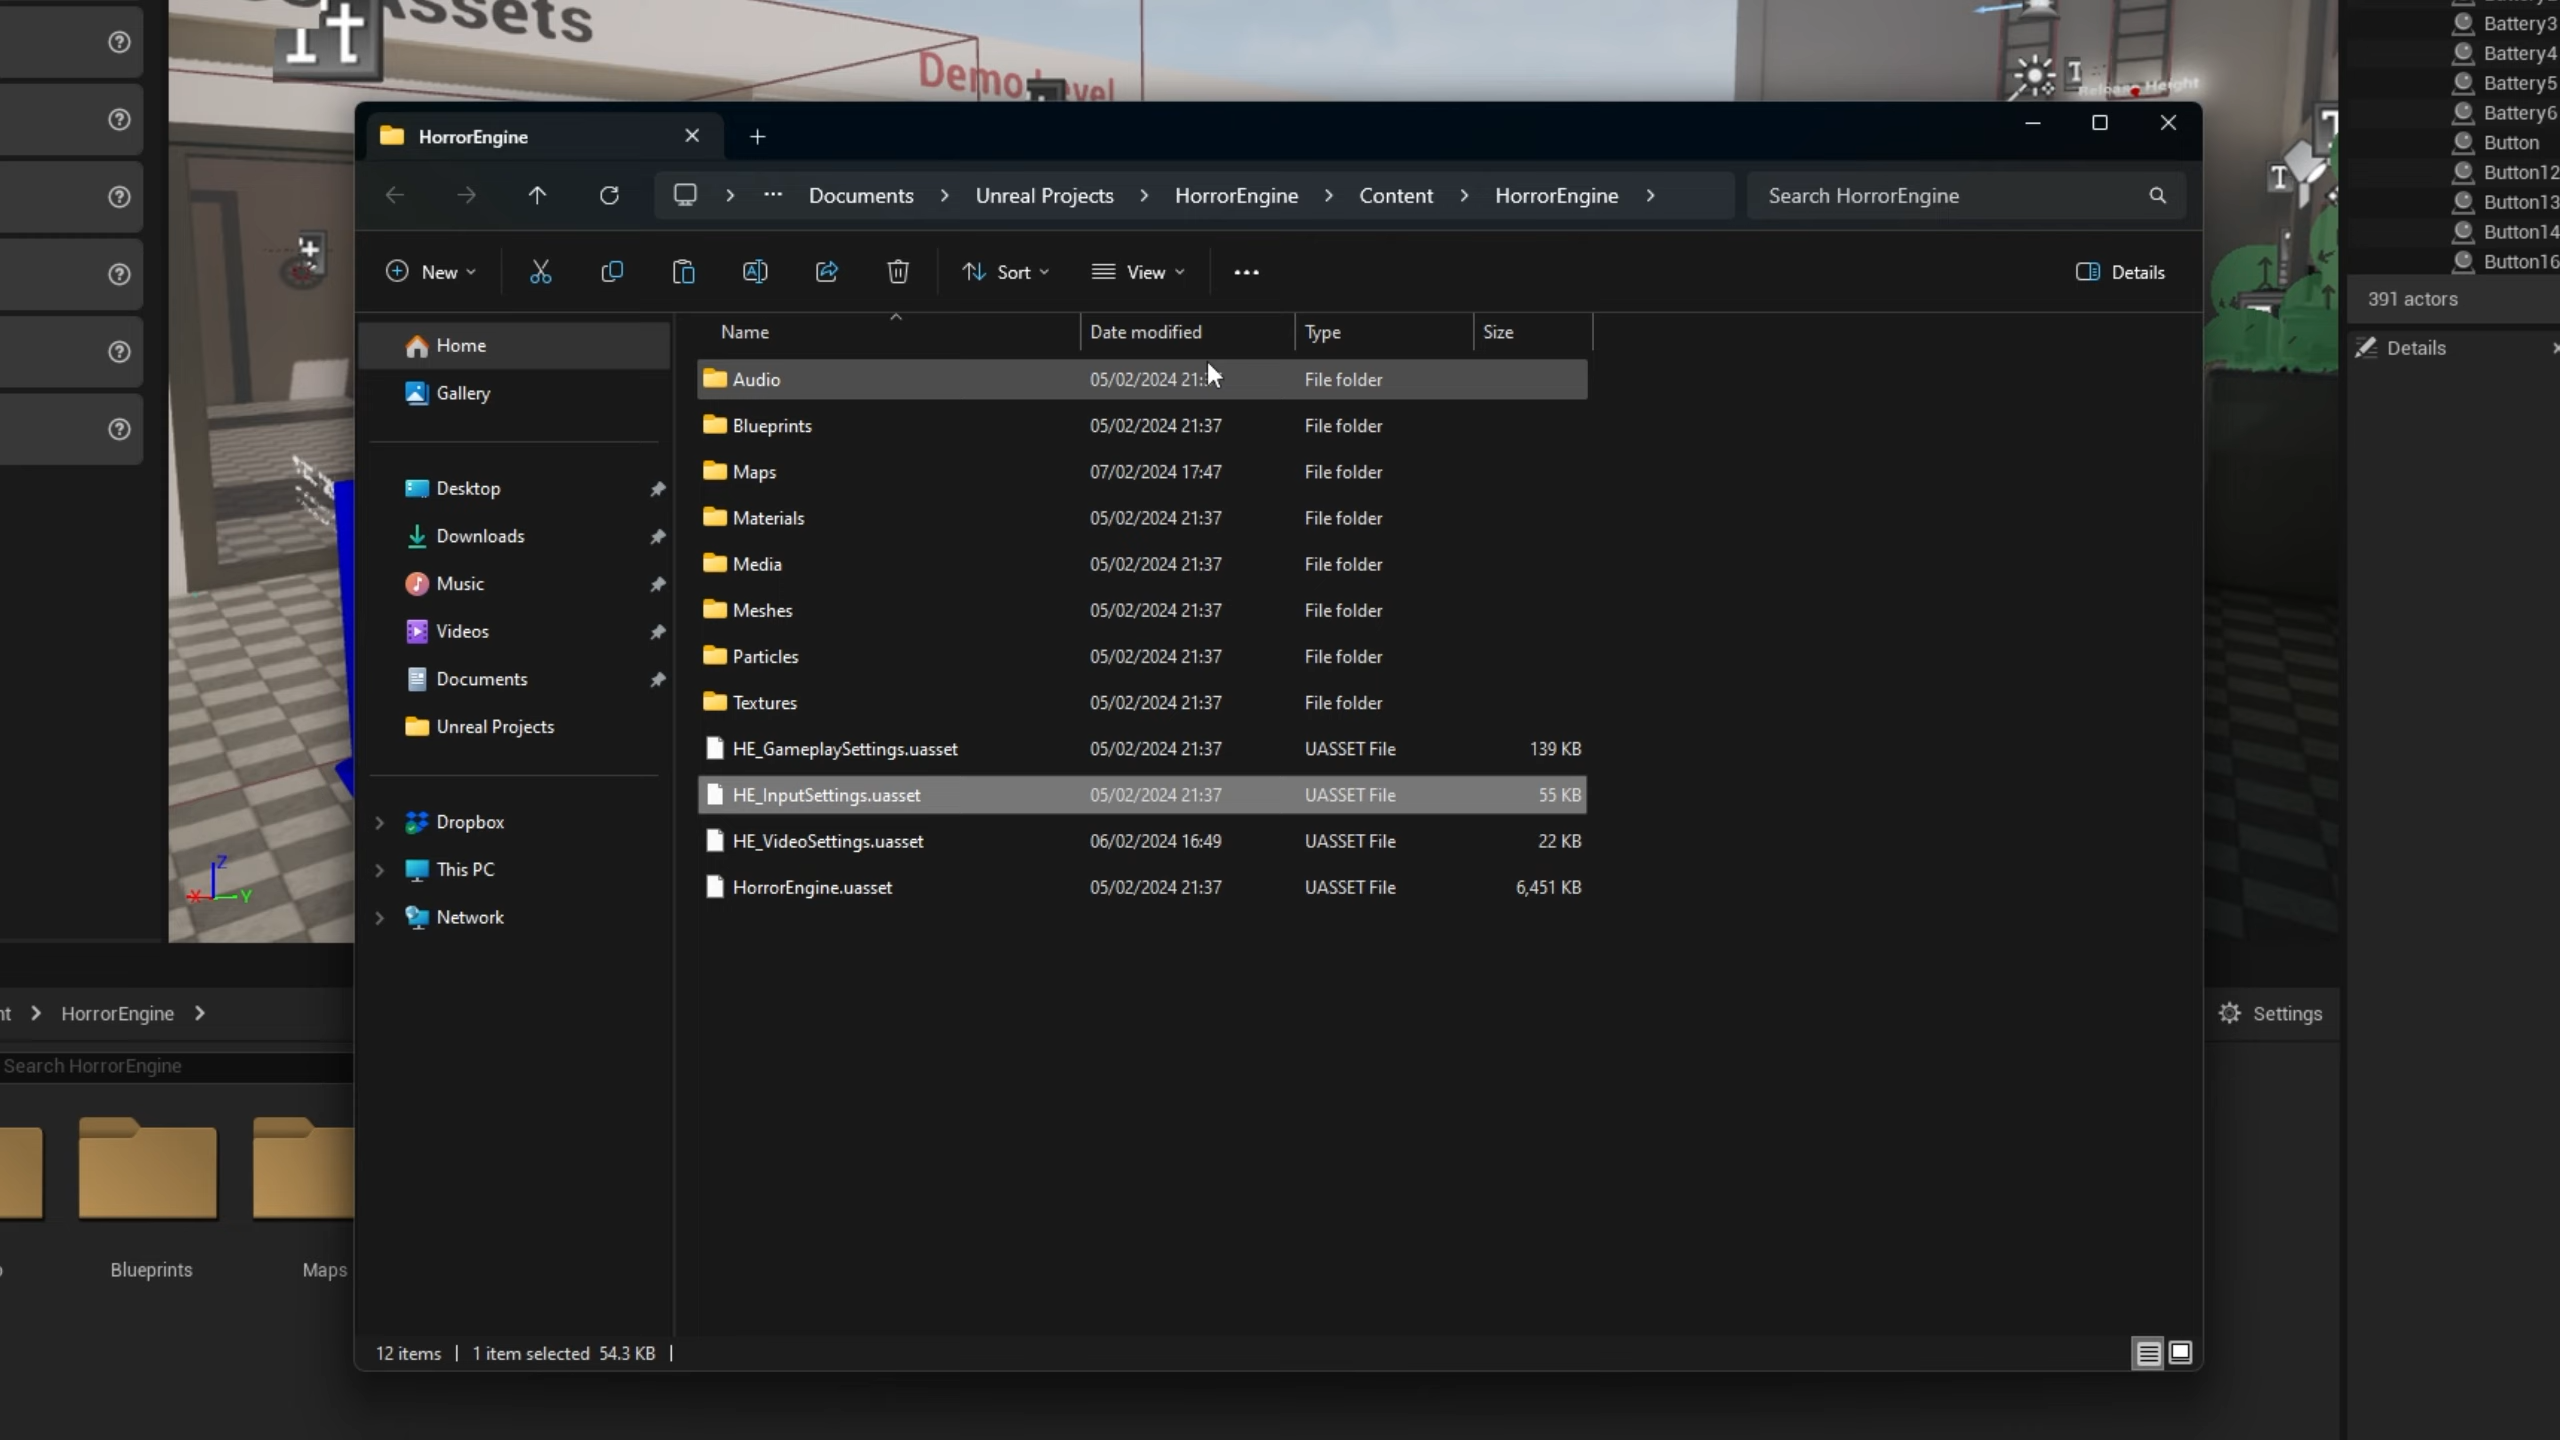 Assets
It
Demo Level
Release Height
Battery3
Battery4
Battery5
Battery6
Button
Button12
Button13
Button14
Button16
391 actors
Details
HorrorEngine
Documents
Unreal Projects
HorrorEngine
Content
HorrorEngine
Search HorrorEngine
New
Sort
View
Details
Home
Gallery
Desktop
Downloads
Music
Videos
Documents
Unreal Projects
Dropbox
This PC
Network
Name Date modified Type Size
Audio 05/02/2024 21:37 File folder
Blueprints 05/02/2024 21:37 File folder
Maps 07/02/2024 17:47 File folder
Materials 05/02/2024 21:37 File folder
Media 05/02/2024 21:37 File folder
Meshes 05/02/2024 21:37 File folder
Particles 05/02/2024 21:37 File folder
Textures 05/02/2024 21:37 File folder
HE_GameplaySettings.uasset 05/02/2024 21:37 UASSET File 139 KB
HE_InputSettings.uasset 05/02/2024 21:37 UASSET File 55 KB
HE_VideoSettings.uasset 06/02/2024 16:49 UASSET File 22 KB
HorrorEngine.uasset 05/02/2024 21:37 UASSET File 6,451 KB
12 items 1 item selected 54.3 KB
Z
X
Y
HorrorEngine
Search HorrorEngine
Blueprints
Maps
Settings